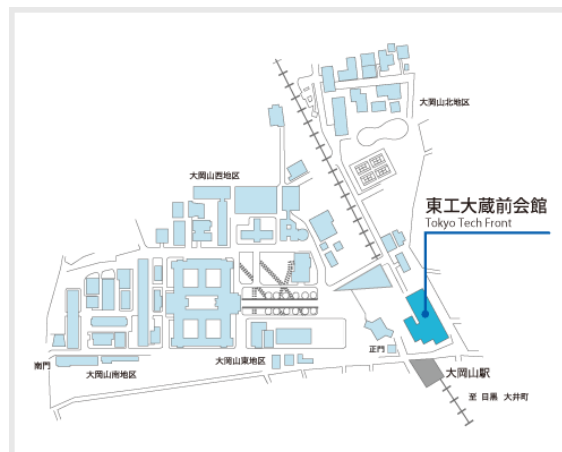 大岡山北地区
大岡山西地区
東工大蔵前会館
Tokyo Tech Front
正門
大岡山東地区
南門
大岡山南地区
大岡山駅
至 目黒 大井町